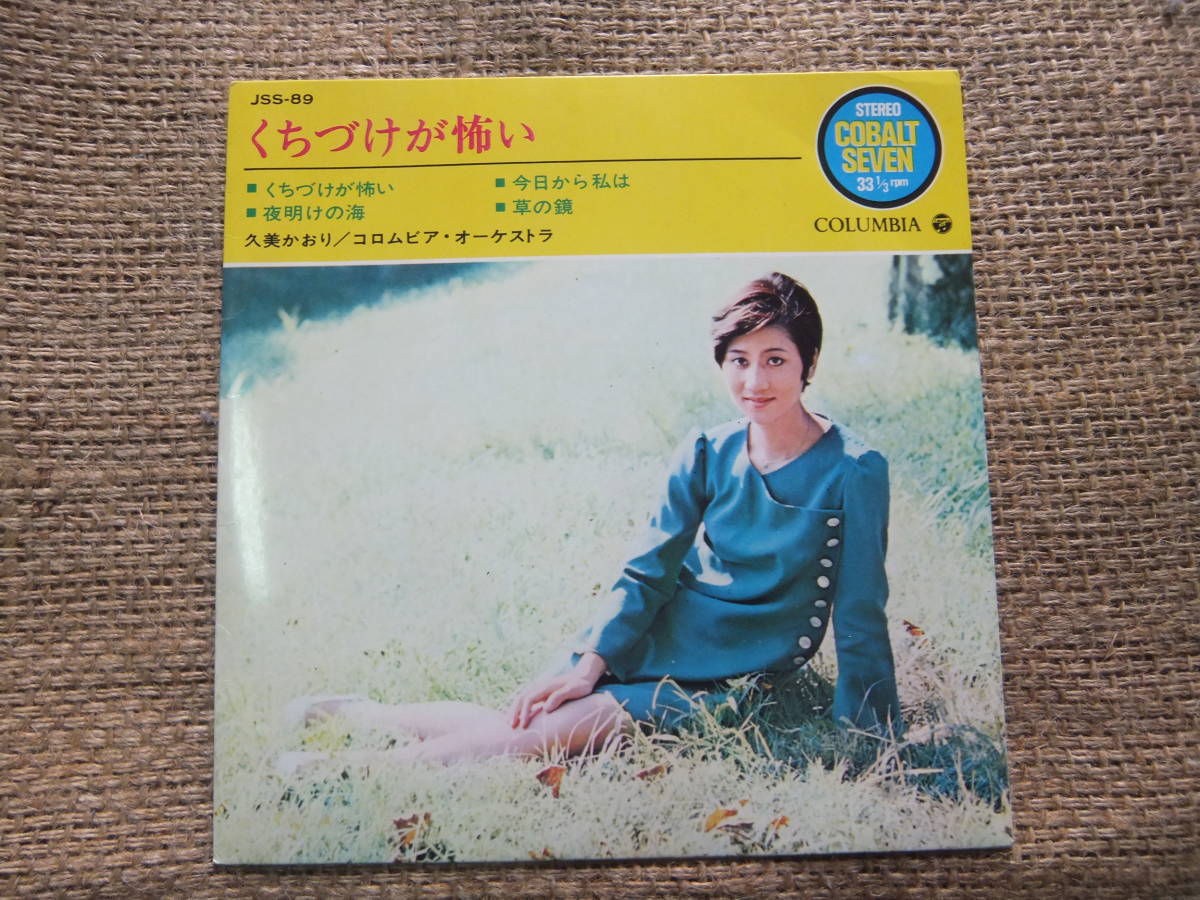 JSS-89
くちづけが怖い
■ くちづけが怖い
■ 今日から私は
■ 夜明けの海
■ 草の鏡
久美かおり/コロムビア・オーケストラ
STEREO
COBALT
SEVEN
33 1/3 rpm
COLUMBIA